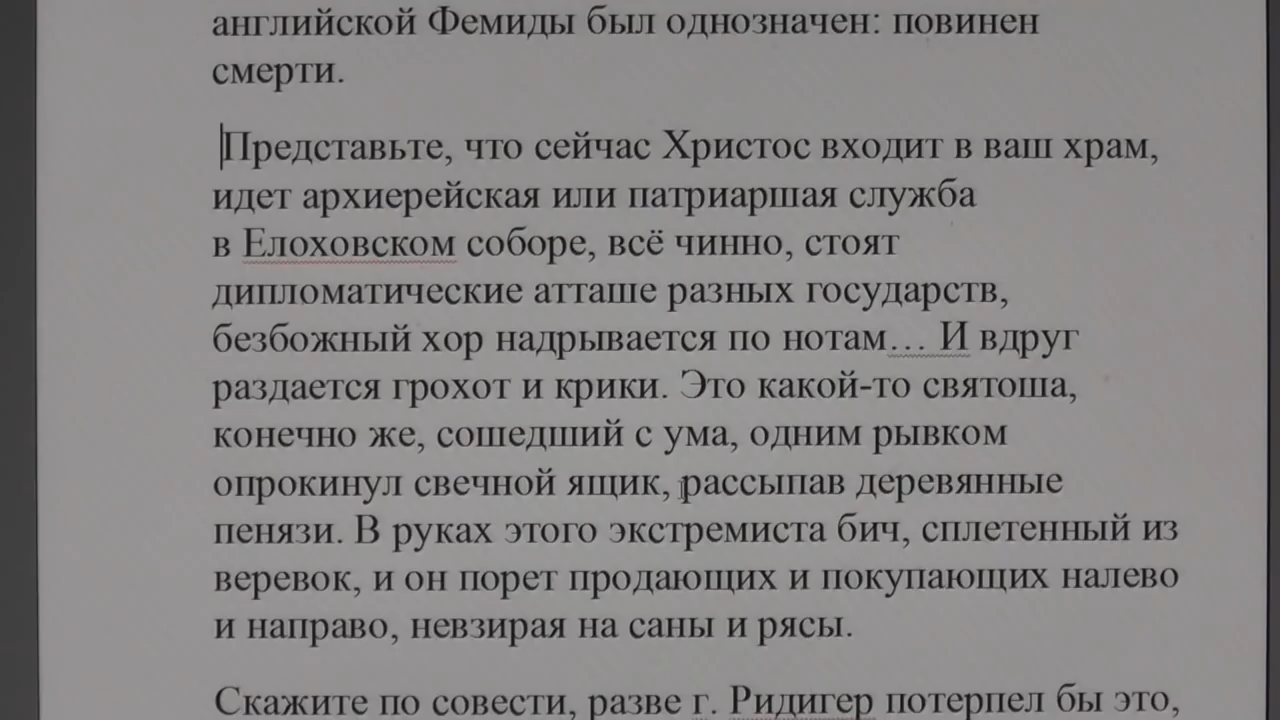 английской Фемиды был однозначен: повинен
смерти.
Представьте, что сейчас Христос входит в ваш храм,
идет архиерейская или патриаршая служба
в Елоховском соборе, всё чинно, стоят
дипломатические атташе разных государств,
безбожный хор надрывается по нотам… И вдруг
раздается грохот и крики. Это какой-то святоша,
конечно же, сошедший с ума, одним рывком
опрокинул свечной ящик, рассыпав деревянные
пенязи. В руках этого экстремиста бич, сплетенный из
веревок, и он порет продающих и покупающих налево
и направо, невзирая на саны и рясы.
Скажите по совести, разве г. Ридигер потерпел бы это,